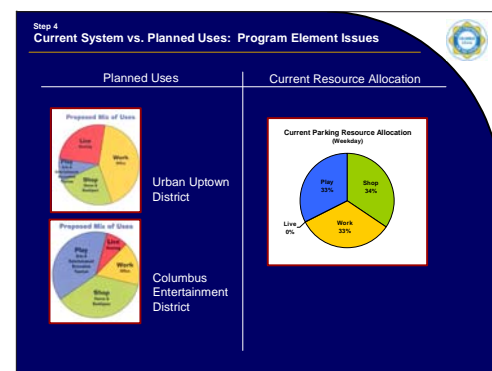 Step 4
Current System vs. Planned Uses: Program Element Issues
Planned Uses
Proposed Mix of Uses
Live
Work
Play
Shop
Urban Uptown
District
Proposed Mix of Uses
Play
Live
Work
Shop
Columbus
Entertainment
District
Current Resource Allocation
Current Parking Resource Allocation
(Weekday)
Play
33%
Shop
34%
Live
0%
Work
33%